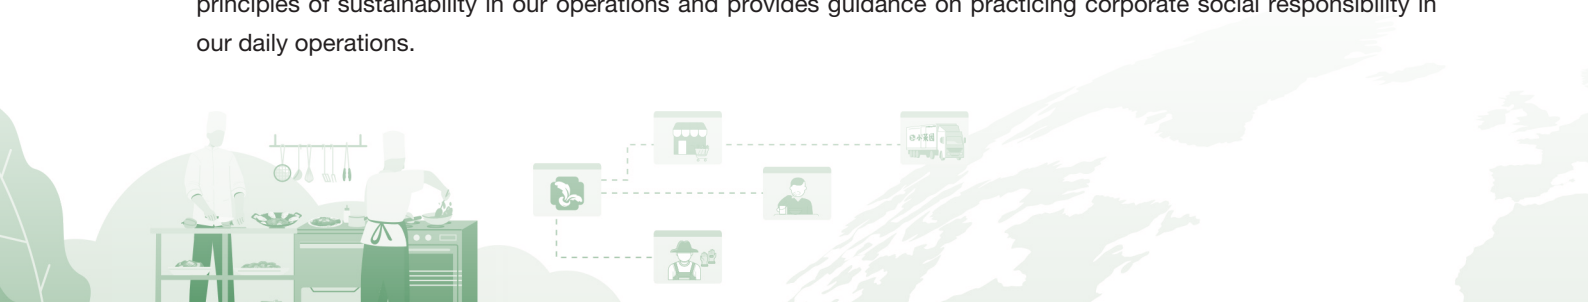 principles of sustainability in our operations and provides guidance on practicing corporate social responsibility in
our daily operations.